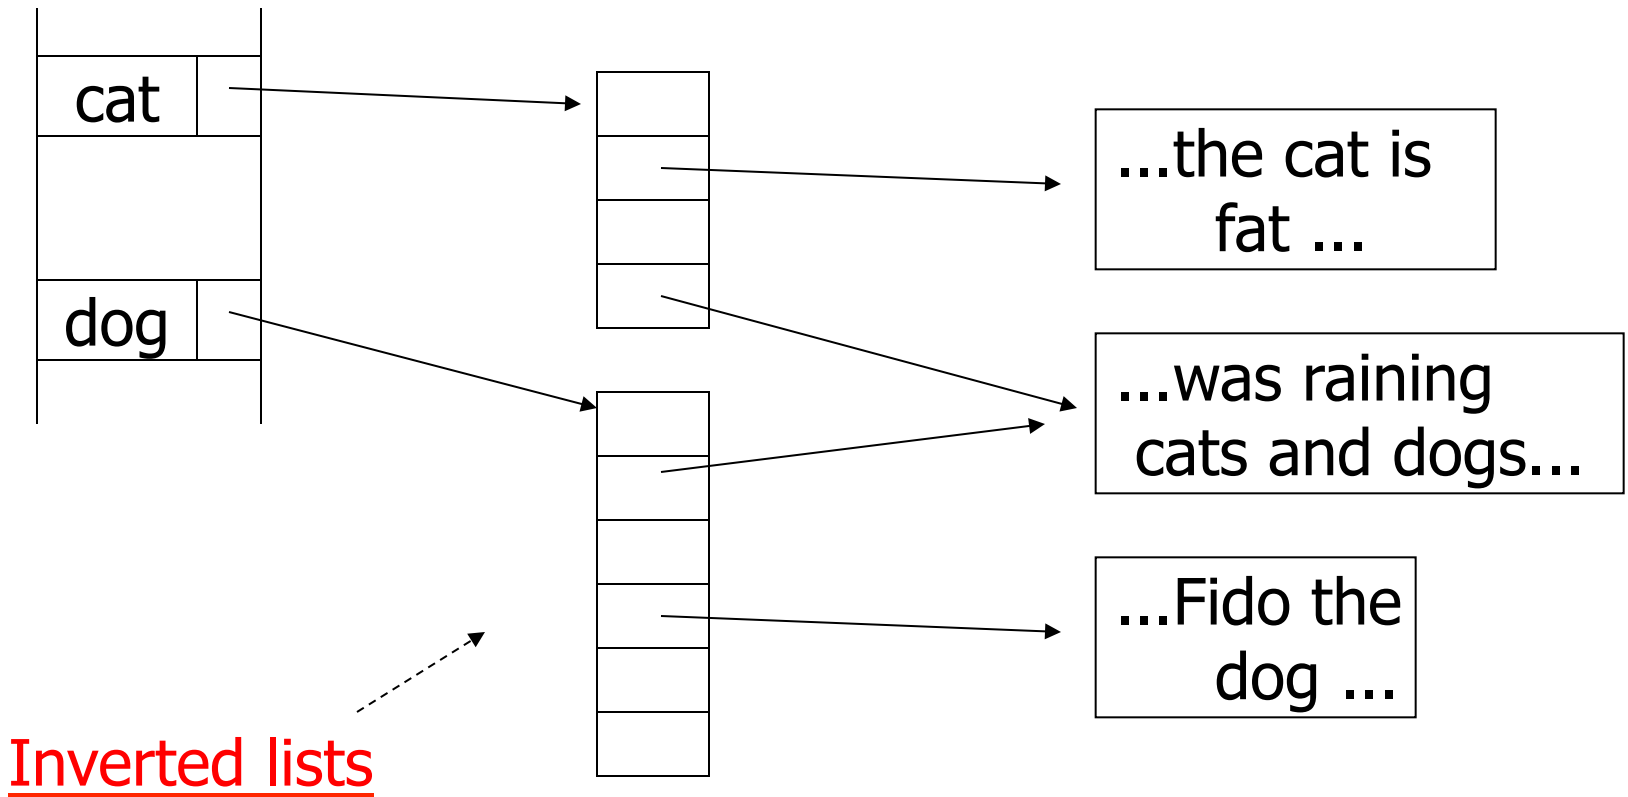 cat
dog
...the cat is
fat ...
...was raining
cats and dogs...
...Fido the
dog ...
Inverted lists